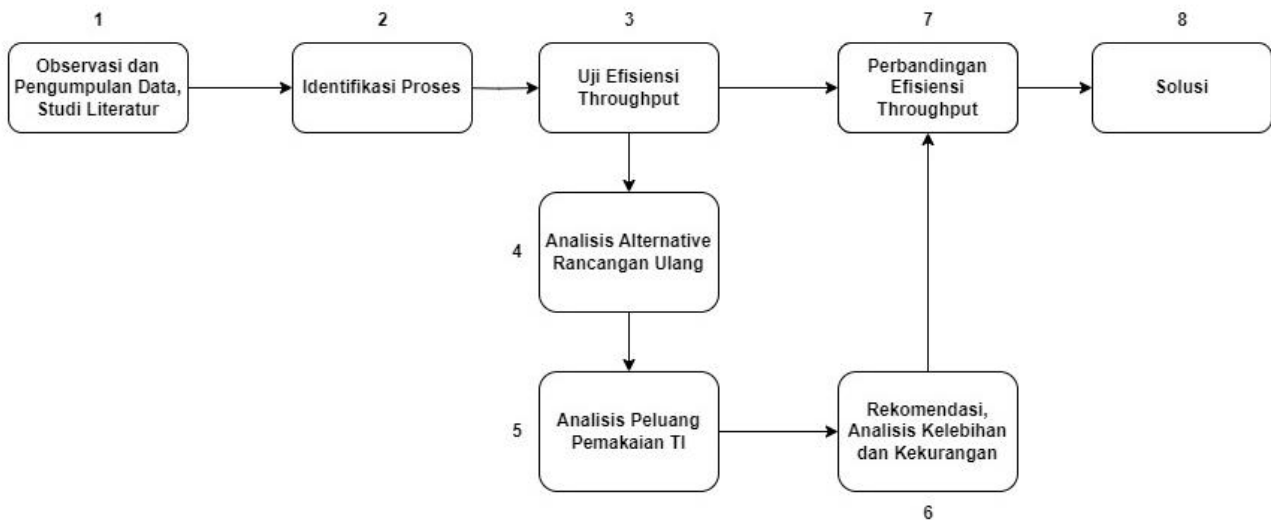 1
Observasi dan
Pengumpulan Data,
Studi Literatur
2
Identifikasi Proses
3
Uji Efisiensi
Throughput
4
Analisis Alternative
Rancangan Ulang
5
Analisis Peluang
Pemakaian TI
Rekomendasi,
Analisis Kelebihan
dan Kekurangan
6
7
Perbandingan
Efisiensi
Throughput
8
Solusi